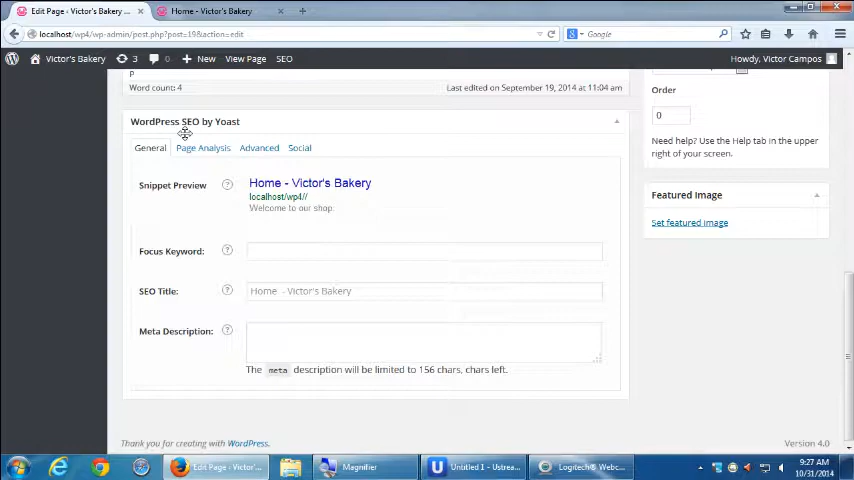 Edit Page ‹ Victor's Bakery ...
Home - Victor's Bakery
localhost/wp4/wp-admin/post.php?post=19&action=edit
Google
Victor's Bakery
3
0
New
View Page
SEO
Howdy, Victor Campos
P
Word count: 4
Last edited on September 19, 2014 at 11:04 am
Order
0
Need help? Use the Help tab in the upper
right of your screen.
WordPress SEO by Yoast
General
Page Analysis
Advanced
Social
Snippet Preview
?
Home - Victor's Bakery
localhost/wp4//
Welcome to our shop:
Featured Image
Set featured image
Focus Keyword:
?
SEO Title:
?
Home - Victor's Bakery
Meta Description:
?
The meta description will be limited to 156 chars, chars left.
Thank you for creating with WordPress.
Version 4.0
Edit Page ‹ Victor'...
Magnifier
Untitled 1 – Ustrea...
Logitech® Webc...
9:27 AM
10/31/2014